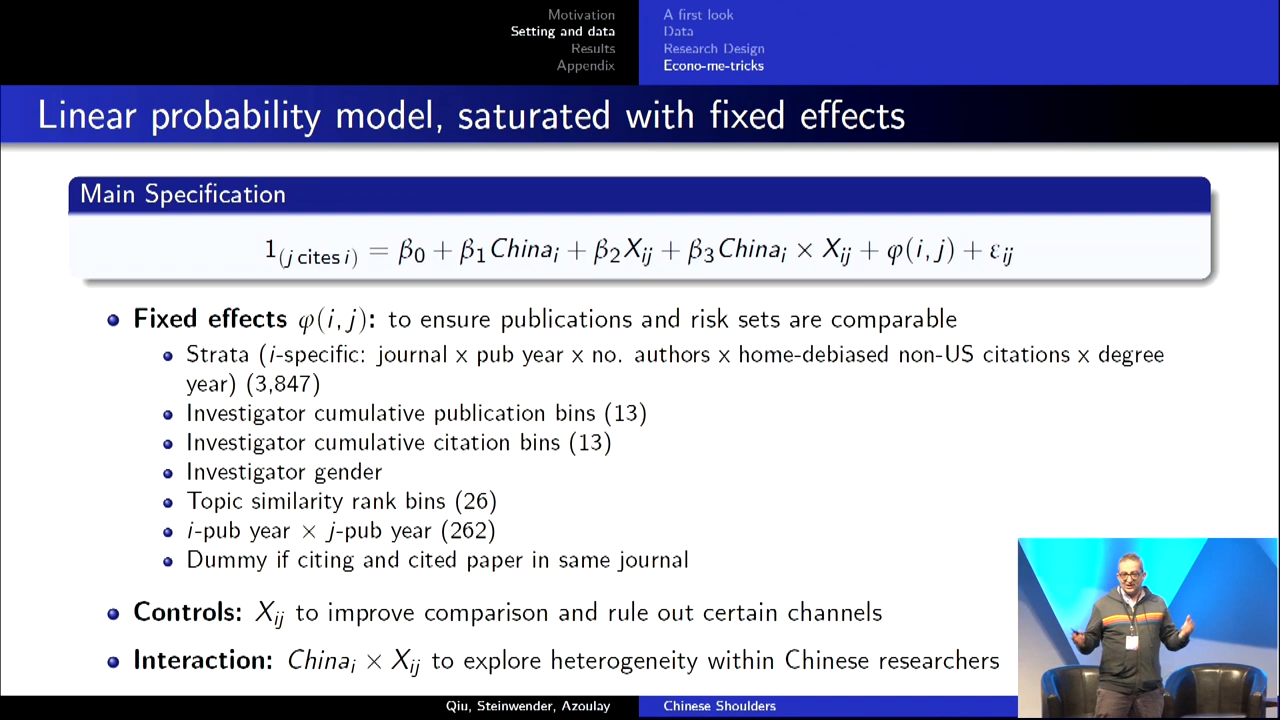 Motivation
Setting and data
Results
Appendix
A first look
Data
Research Design
Econo-me-tricks
Linear probability model, saturated with fixed effects
Main Specification
1(j cites i) = β0 + β1Chinai + β2Xij + β3Chinai × Xij + φ(i, j) + εij
Fixed effects φ(i, j): to ensure publications and risk sets are comparable
Strata (i-specific: journal x pub year x no. authors x home-debiased non-US citations x degree
year) (3,847)
Investigator cumulative publication bins (13)
Investigator cumulative citation bins (13)
Investigator gender
Topic similarity rank bins (26)
i-pub year × j-pub year (262)
Dummy if citing and cited paper in same journal
Controls: Xij to improve comparison and rule out certain channels
Interaction: Chinai × Xij to explore heterogeneity within Chinese researchers
Qiu, Steinwender, Azoulay
Chinese Shoulders